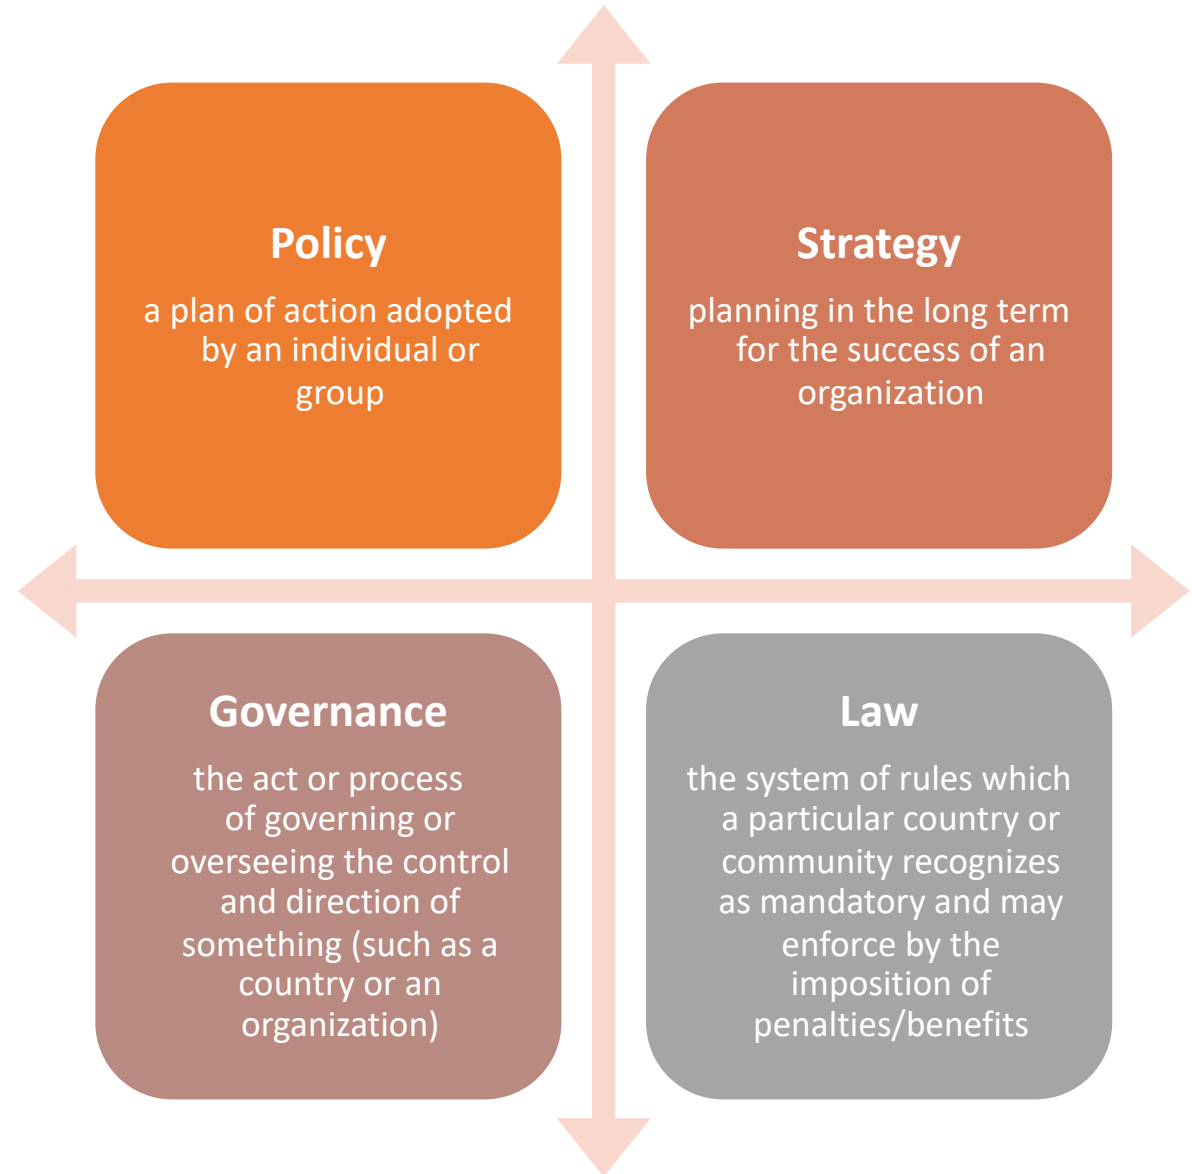 Policy
a plan of action adopted
by an individual or
group
Strategy
planning in the long term
for the success of an
organization
Governance
the act or process
of governing or
overseeing the control
and direction of
something (such as a
country or an
organization)
Law
the system of rules which
a particular country or
community recognizes
as mandatory and may
enforce by the
imposition of
penalties/benefits